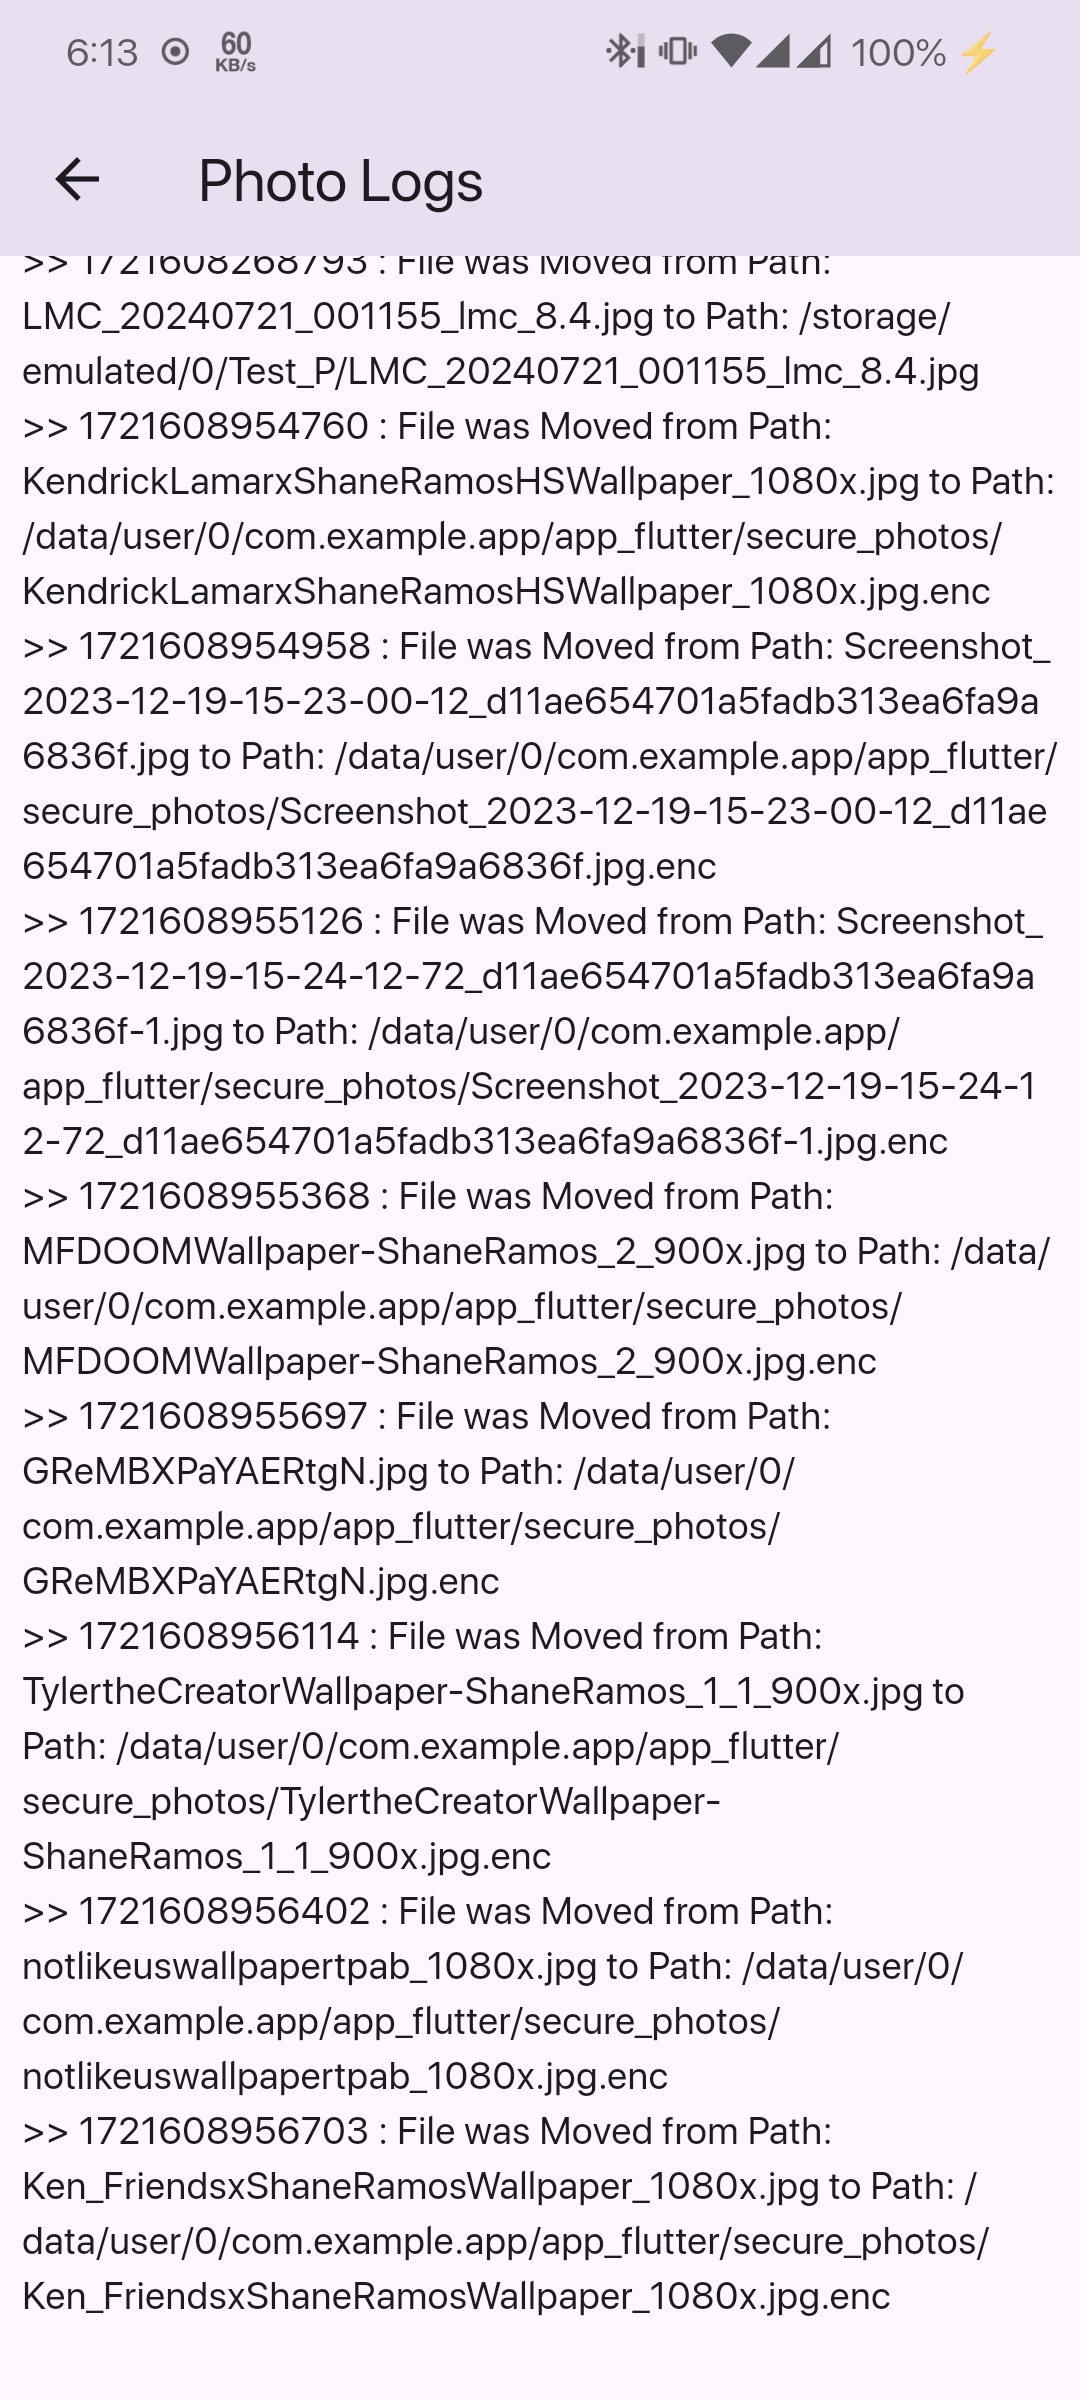 6:13 60 KB/s 100%
Photo Logs
>> 1721608268793 : File was Moved from Path:
LMC_20240721_001155_lmc_8.4.jpg to Path: /storage/
emulated/0/Test_P/LMC_20240721_001155_lmc_8.4.jpg
>> 1721608954760 : File was Moved from Path:
KendrickLamarxShaneRamosHSWallpaper_1080x.jpg to Path:
/data/user/0/com.example.app/app_flutter/secure_photos/
KendrickLamarxShaneRamosHSWallpaper_1080x.jpg.enc
>> 1721608954958 : File was Moved from Path: Screenshot_
2023-12-19-15-23-00-12_d11ae654701a5fadb313ea6fa9a
6836f.jpg to Path: /data/user/0/com.example.app/app_flutter/
secure_photos/Screenshot_2023-12-19-15-23-00-12_d11ae
654701a5fadb313ea6fa9a6836f.jpg.enc
>> 1721608955126 : File was Moved from Path: Screenshot_
2023-12-19-15-24-12-72_d11ae654701a5fadb313ea6fa9a
6836f-1.jpg to Path: /data/user/0/com.example.app/
app_flutter/secure_photos/Screenshot_2023-12-19-15-24-1
2-72_d11ae654701a5fadb313ea6fa9a6836f-1.jpg.enc
>> 1721608955368 : File was Moved from Path:
MFDOOMWallpaper-ShaneRamos_2_900x.jpg to Path: /data/
user/0/com.example.app/app_flutter/secure_photos/
MFDOOMWallpaper-ShaneRamos_2_900x.jpg.enc
>> 1721608955697 : File was Moved from Path:
GReMBXPaYAERtgN.jpg to Path: /data/user/0/
com.example.app/app_flutter/secure_photos/
GReMBXPaYAERtgN.jpg.enc
>> 1721608956114 : File was Moved from Path:
TylertheCreatorWallpaper-ShaneRamos_1_1_900x.jpg to
Path: /data/user/0/com.example.app/app_flutter/
secure_photos/TylertheCreatorWallpaper-
ShaneRamos_1_1_900x.jpg.enc
>> 1721608956402 : File was Moved from Path:
notlikeuswallpapertpab_1080x.jpg to Path: /data/user/0/
com.example.app/app_flutter/secure_photos/
notlikeuswallpapertpab_1080x.jpg.enc
>> 1721608956703 : File was Moved from Path:
Ken_FriendsxShaneRamosWallpaper_1080x.jpg to Path: /
data/user/0/com.example.app/app_flutter/secure_photos/
Ken_FriendsxShaneRamosWallpaper_1080x.jpg.enc